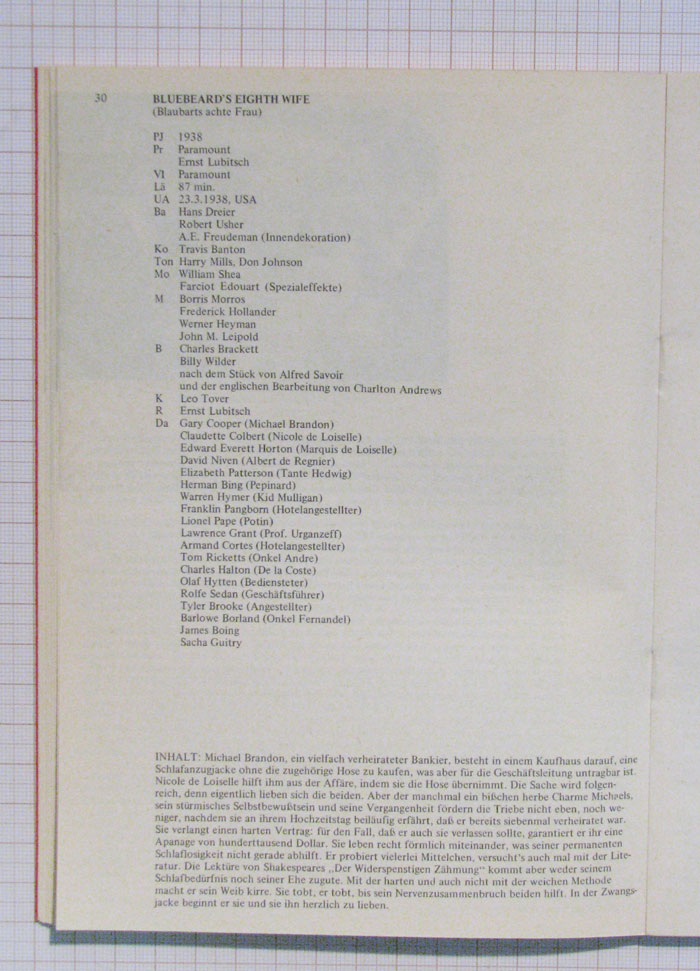 30 BLUEBEARD'S EIGHTH WIFE
(Blaubarts achte Frau)
PJ 1938
Pr Paramount
Ernst Lubitsch
Vl Paramount
Lä 87 min.
UA 23.3.1938, USA
Ba Hans Dreier
Robert Usher
A.E. Freudeman (Innendekoration)
Ko Travis Banton
Ton Harry Mills, Don Johnson
Mo William Shea
Farciot Edouart (Spezialeffekte)
M Borris Morros
Frederick Hollander
Werner Heyman
John M. Leipold
B Charles Brackett
Billy Wilder
nach dem Stück von Alfred Savoir
und der englischen Bearbeitung von Charlton Andrews
K Leo Tover
R Ernst Lubitsch
Da Gary Cooper (Michael Brandon)
Claudette Colbert (Nicole de Loiselle)
Edward Everett Horton (Marquis de Loiselle)
David Niven (Albert de Regnier)
Elizabeth Patterson (Tante Hedwig)
Herman Bing (Pepinard)
Warren Hymer (Kid Mulligan)
Franklin Pangborn (Hotelangestellter)
Lionel Pape (Potin)
Lawrence Grant (Prof. Urganzeff)
Armand Cortes (Hotelangestellter)
Tom Ricketts (Onkel Andre)
Charles Halton (De la Coste)
Olaf Hytten (Bediensteter)
Rolfe Sedan (Geschäftsführer)
Tyler Brooke (Angestellter)
Barlowe Borland (Onkel Fernandel)
James Boing
Sacha Guitry
INHALT: Michael Brandon, ein vielfach verheirateter Bankier, besteht in einem Kaufhaus darauf, eine
Schlafanzugjacke ohne die zugehörige Hose zu kaufen, was aber für die Geschäftsleitung untragbar ist.
Nicole de Loiselle hilft ihm aus der Affäre, indem sie die Hose übernimmt. Die Sache wird folgen-
reich, denn eigentlich lieben sich die beiden. Aber der manchmal ein bißchen herbe Charme Michaels,
sein stürmisches Selbstbewußtsein und seine Vergangenheit fördern die Triebe nicht eben, noch we-
niger, nachdem sie an ihrem Hochzeitstag beiläufig erfährt, daß er bereits siebenmal verheiratet war.
Sie verlangt einen harten Vertrag: für den Fall, daß er auch sie verlassen sollte, garantiert er ihr eine
Apanage von hunderttausend Dollar. Sie leben recht förmlich miteinander, was seiner permanenten
Schlaflosigkeit nicht gerade abhilft. Er probiert vielerlei Mittelchen, versucht's auch mal mit der Lite-
ratur. Die Lektüre von Shakespeares „Der Widerspenstigen Zähmung" kommt aber weder seinem
Schlafbedürfnis noch seiner Ehe zugute. Mit der harten und auch nicht mit der weichen Methode
macht er sein Weib kirre. Sie tobt, er tobt, bis sein Nervenzusammenbruch beiden hilft. In der Zwangs-
jacke beginnt er sie und sie ihn herzlich zu lieben.